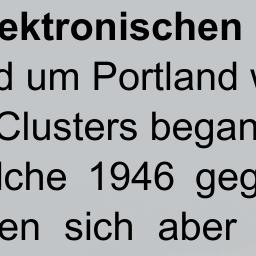 ektronischen
d um Portland
Clusters began
lche 1946 geg
en sich aber